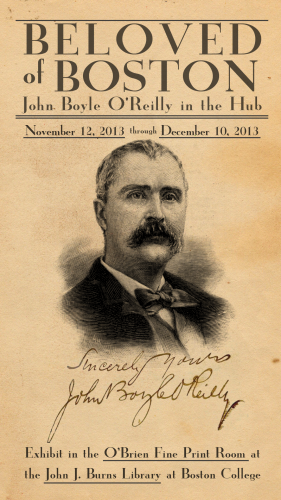 BELOVED
of BOSTON
John Boyle O'Reilly in the Hub
November 12, 2013 through December 10, 2013
Sincerely Yours
John Boyle O'Reilly
Exhibit in the O'Brien Fine Print Room at
the John J. Burns Library at Boston College